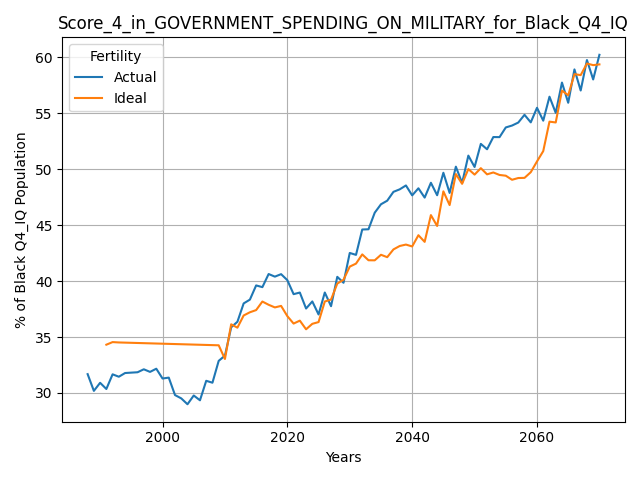 Score_4_in_GOVERNMENT_SPENDING_ON_MILITARY_for_Black_Q4_IQ
Fertility
Actual
Ideal
% of Black Q4_IQ Population
60
55
50
45
40
35
30
2000
2020
2040
2060
Years